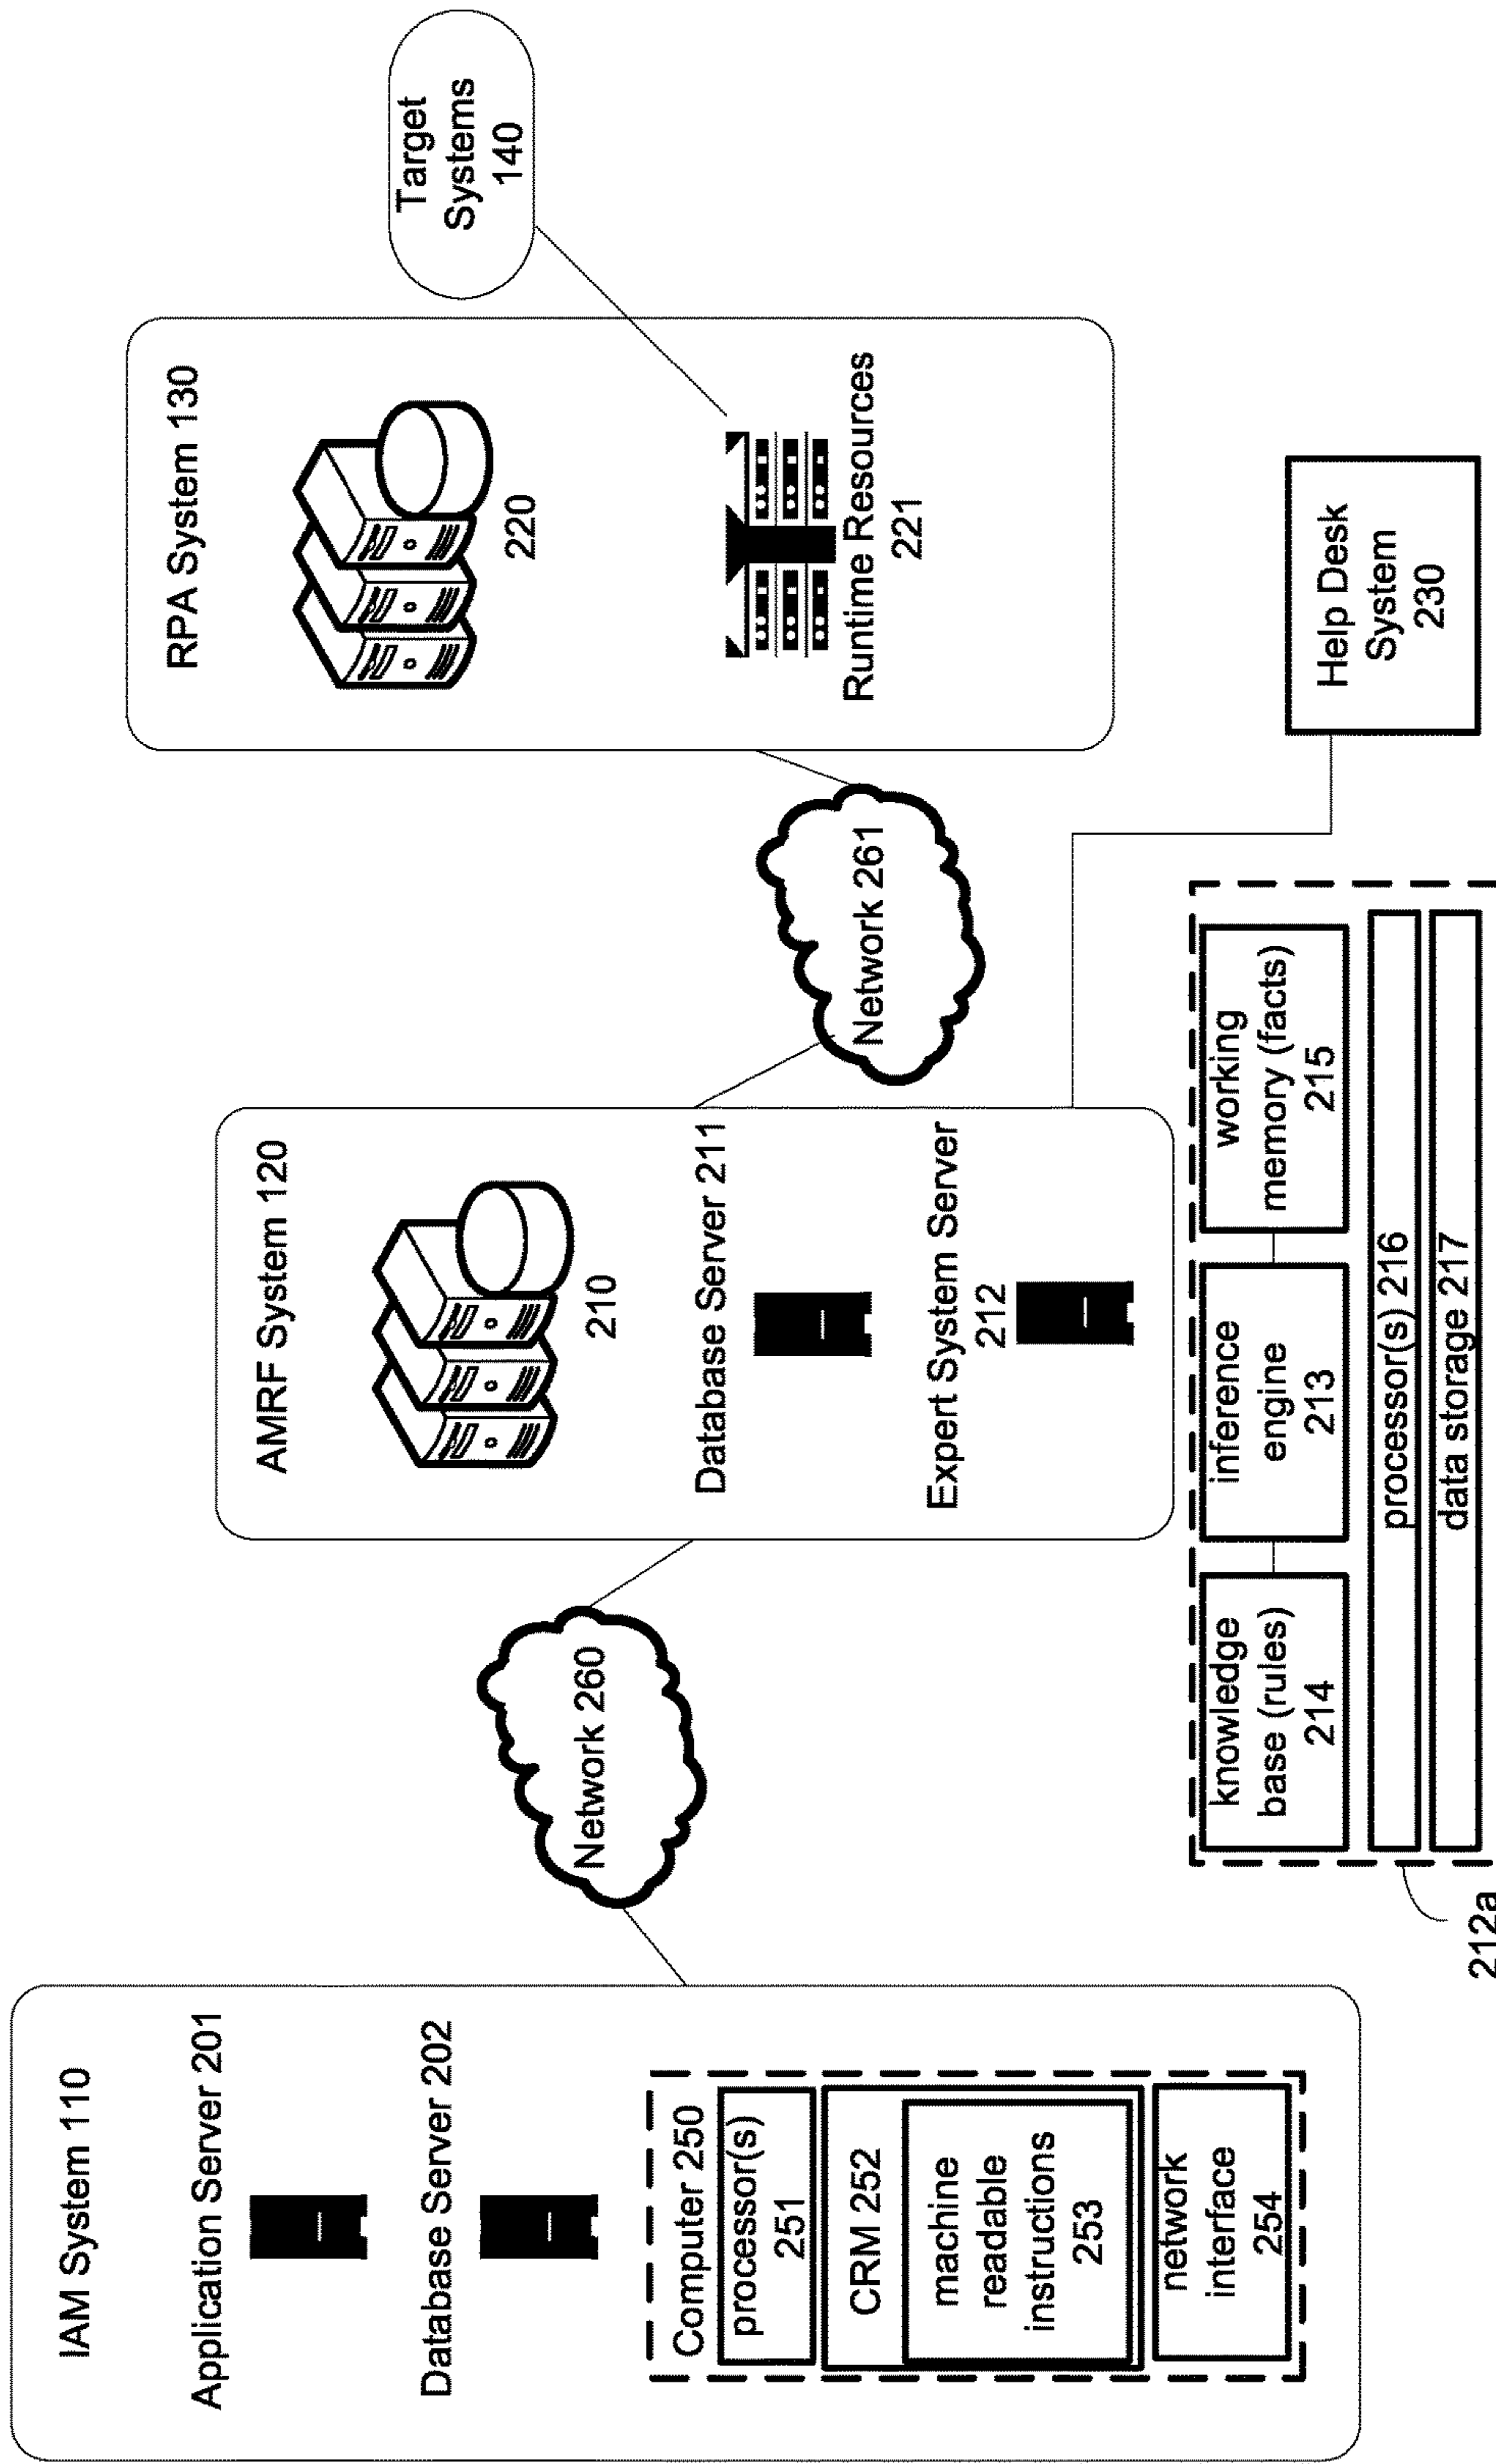 IAM System 110
Application Server 201
Database Server 202
Computer 250
processor(s)
251
CRM 252
machine
readable
instructions
253
network
interface
254
Network 260
AMRF System 120
210
Database Server 211
Expert System Server
212
212a
knowledge
base (rules)
214
inference
engine
213
working
memory (facts)
215
processor(s) 216
data storage 217
Network 261
RPA System 130
220
Runtime Resources
221
Target
Systems
140
Help Desk
System
230